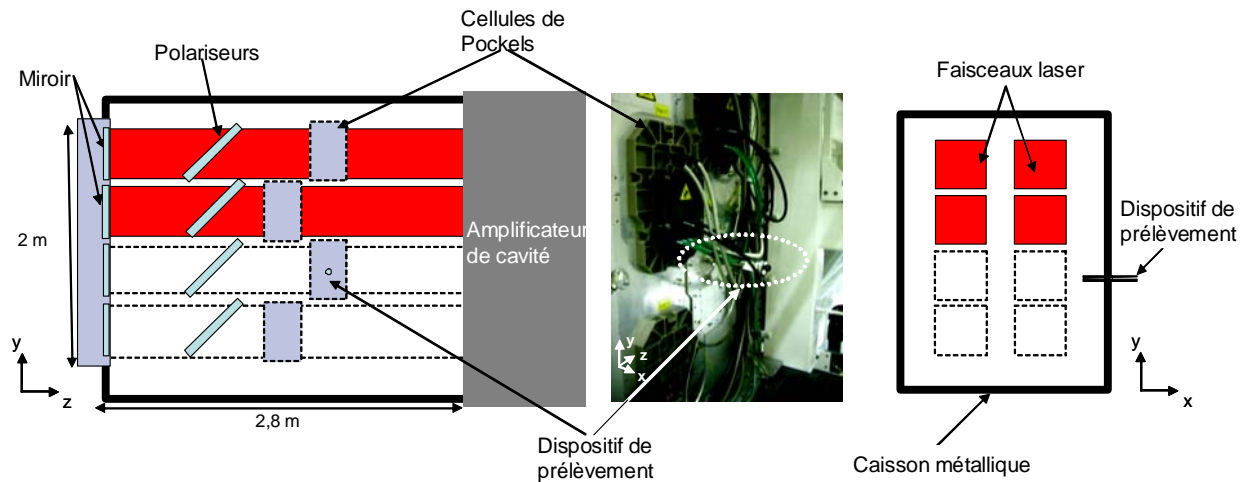 Cellules de
Pockels
Polariseurs
Miroir
Faisceaux laser
2 m
Amplificateur
de cavité
Dispositif de
prélèvement
y
z
y
z
x
y
x
2,8 m
Dispositif de
prélèvement
Caisson métallique